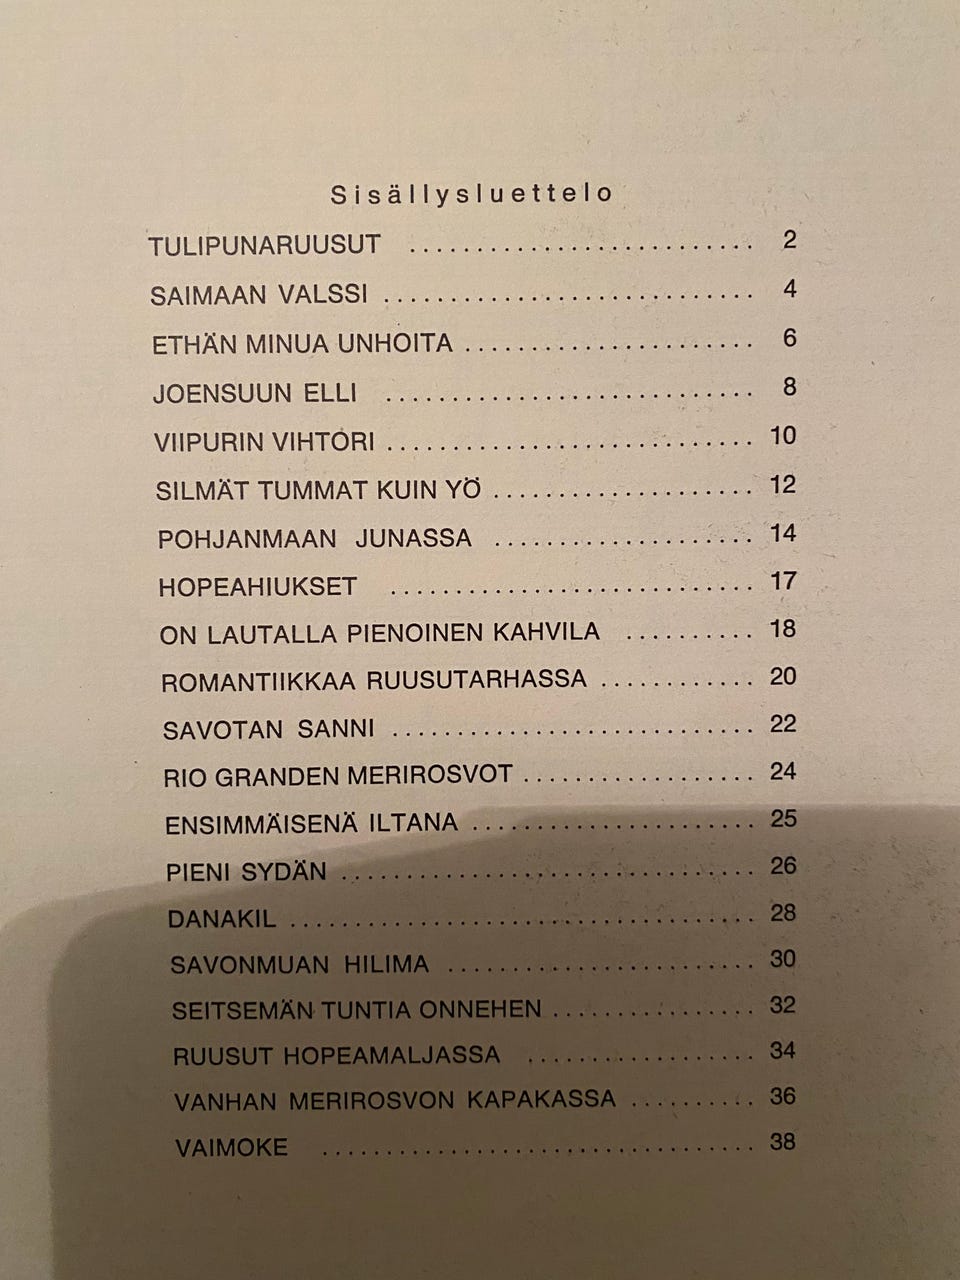 Sisällysluettelo
TULIPUNARUUSUT .......................... 2
SAIMAAN VALSSI ............................ 4
ETHÄN MINUA UNHOITA ...................... 6
JOENSUUN ELLI ............................ 8
VIIPURIN VIHTORI ............................ 10
SILMÄT TUMMAT KUIN YÖ .................... 12
POHJANMAAN JUNASSA .................... 14
HOPEAHIUKSET ............................ 17
ON LAUTALLA PIENOINEN KAHVILA .......... 18
ROMANTIIKKAA RUUSUTARHASSA ............ 20
SAVOTAN SANNI ............................ 22
RIO GRANDEN MERIROSVOT .................. 24
ENSIMMÄISENÄ ILTANA ...................... 25
PIENI SYDÄN ................................ 26
DANAKIL .................................... 28
SAVONMUAN HILIMA ........................ 30
SEITSEMÄN TUNTIA ONNEHEN ................ 32
RUUSUT HOPEAMALJASSA .................. 34
VANHAN MERIROSVON KAPAKASSA .......... 36
VAIMOKE .................................. 38